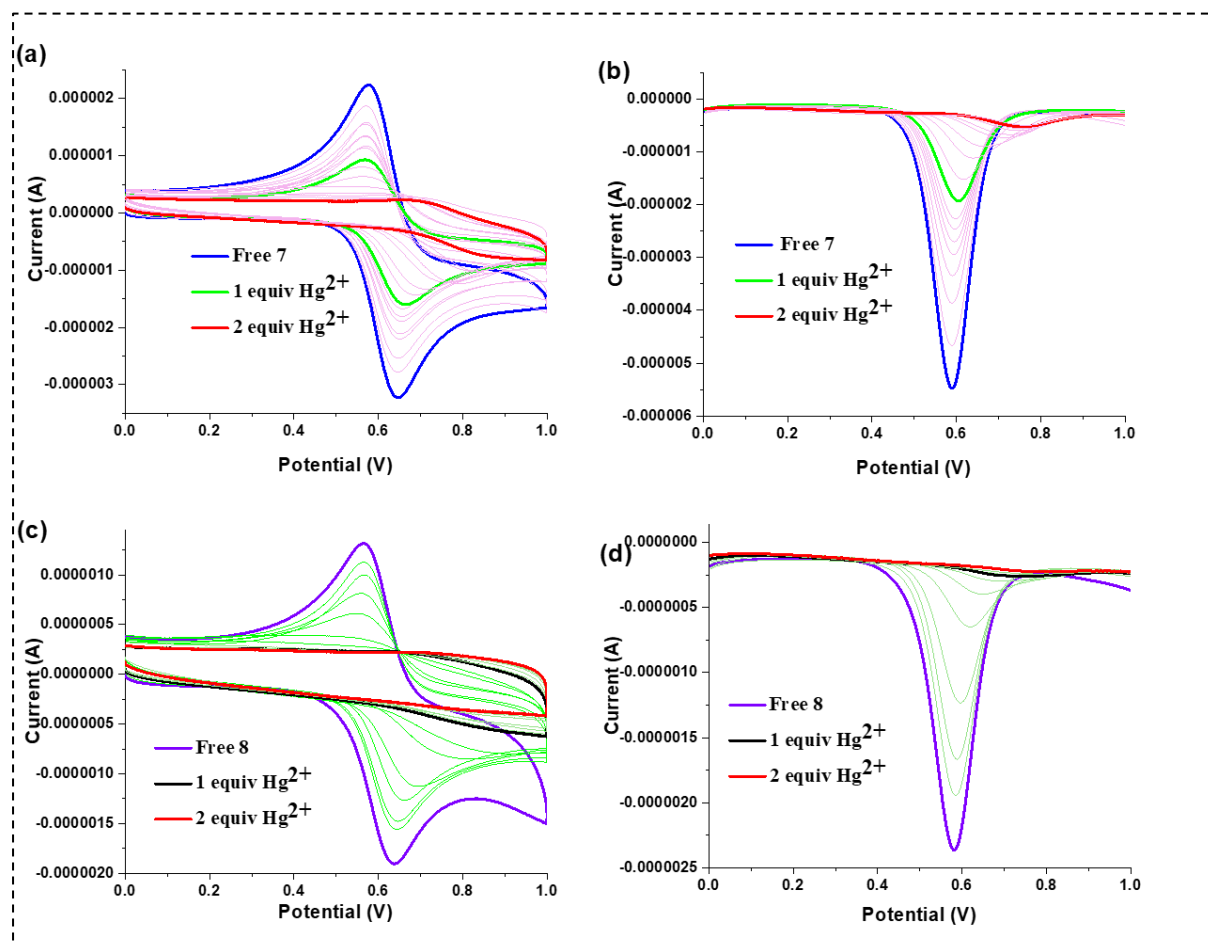 (a)
Current (A)
0.000002
0.000001
0.000000
-0.000001
-0.000002
-0.000003
Free 7
1 equiv Hg2+
2 equiv Hg2+
0.0 0.2 0.4 0.6 0.8 1.0
Potential (V)
(b)
Current (A)
0.000000
-0.000001
-0.000002
-0.000003
-0.000004
-0.000005
-0.000006
Free 7
1 equiv Hg2+
2 equiv Hg2+
0.0 0.2 0.4 0.6 0.8 1.0
Potential (V)
(c)
Current (A)
0.0000010
0.0000005
0.0000000
-0.0000005
-0.0000010
-0.0000015
-0.0000020
Free 8
1 equiv Hg2+
2 equiv Hg2+
0.0 0.2 0.4 0.6 0.8 1.0
Potential (V)
(d)
Current (A)
0.0000000
-0.0000005
-0.0000010
-0.0000015
-0.0000020
-0.0000025
Free 8
1 equiv Hg2+
2 equiv Hg2+
0.0 0.2 0.4 0.6 0.8 1.0
Potential (V)